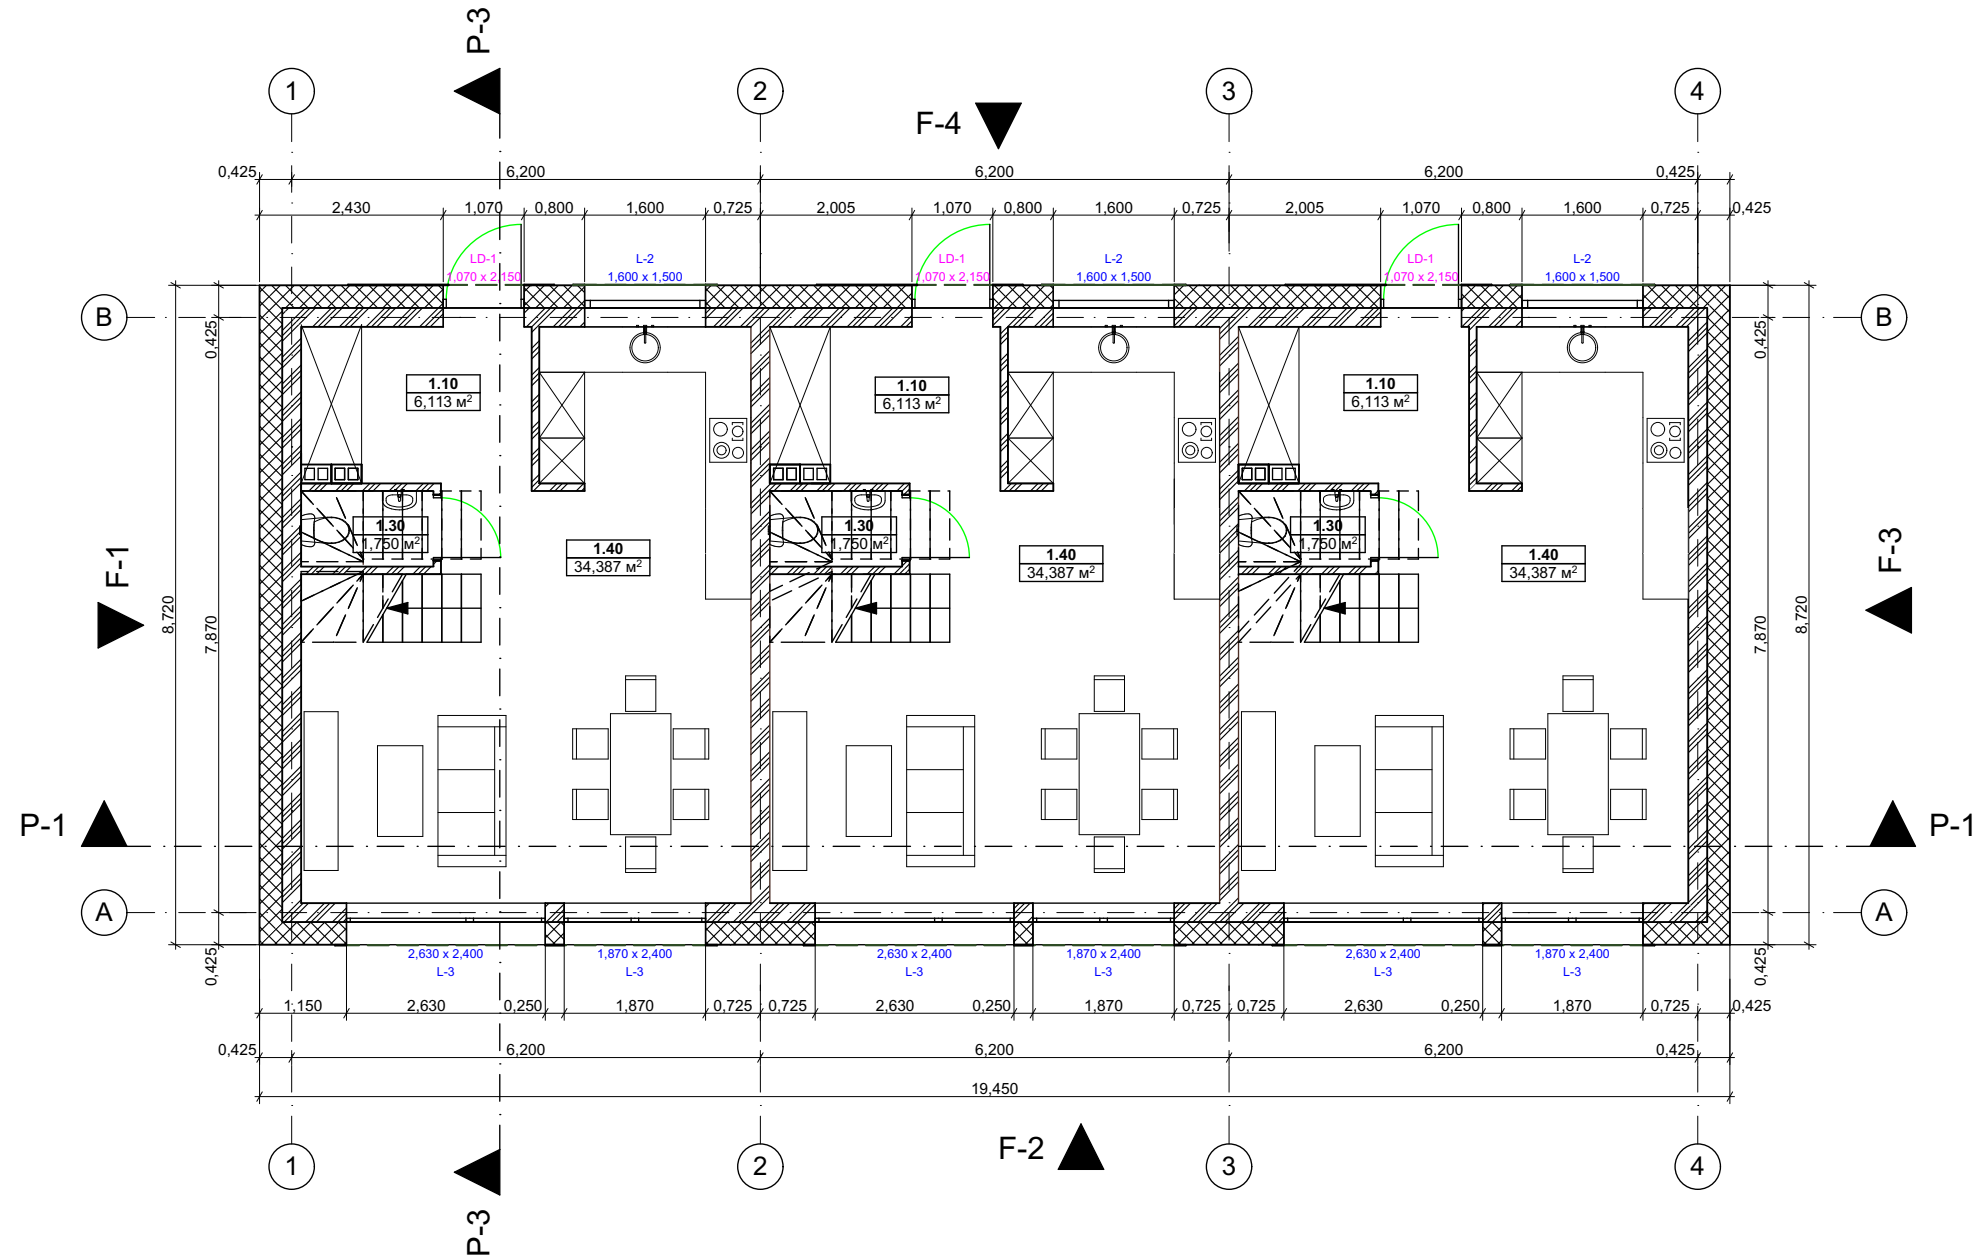 P-3
1
2
3
4
F-4
0,425
6,200
6,200
6,200
0,425
2,430
1,070
0,800
1,600
0,725
2,005
1,070
0,800
1,600
0,725
2,005
1,070
0,800
1,600
0,725
0,425
LD-1
1,070 x 2,150
L-2
1,600 x 1,500
LD-1
1,070 x 2,150
L-2
1,600 x 1,500
LD-1
1,070 x 2,150
L-2
1,600 x 1,500
B
B
0,425
0,425
1.10
6,113 м²
1.10
6,113 м²
1.10
6,113 м²
1.30
1,750 м²
1.30
1,750 м²
1.30
1,750 м²
1.40
34,387 м²
1.40
34,387 м²
1.40
34,387 м²
F-1
F-3
8,720
7,870
7,870
8,720
P-1
P-1
A
A
0,425
0,425
2,630 x 2,400
L-3
1,870 x 2,400
L-3
2,630 x 2,400
L-3
1,870 x 2,400
L-3
2,630 x 2,400
L-3
1,870 x 2,400
L-3
1,150
2,630
0,250
1,870
0,725
0,725
2,630
0,250
1,870
0,725
0,725
2,630
0,250
1,870
0,725
0,425
0,425
6,200
6,200
6,200
0,425
19,450
1
2
F-2
3
4
P-3